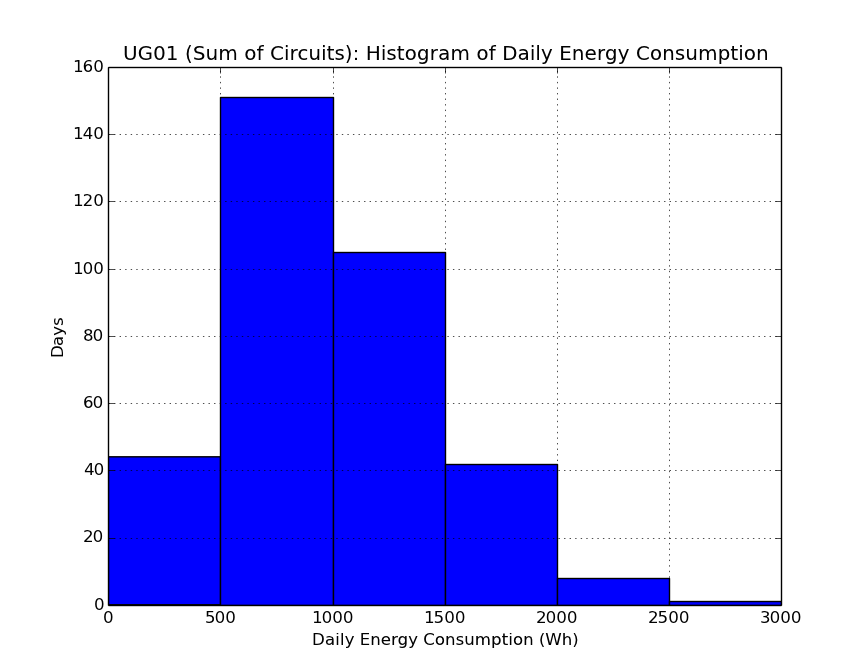 UG01 (Sum of Circuits): Histogram of Daily Energy Consumption
160
140
120
100
80
60
40
20
0
Days
0 500 1000 1500 2000 2500 3000
Daily Energy Consumption (Wh)